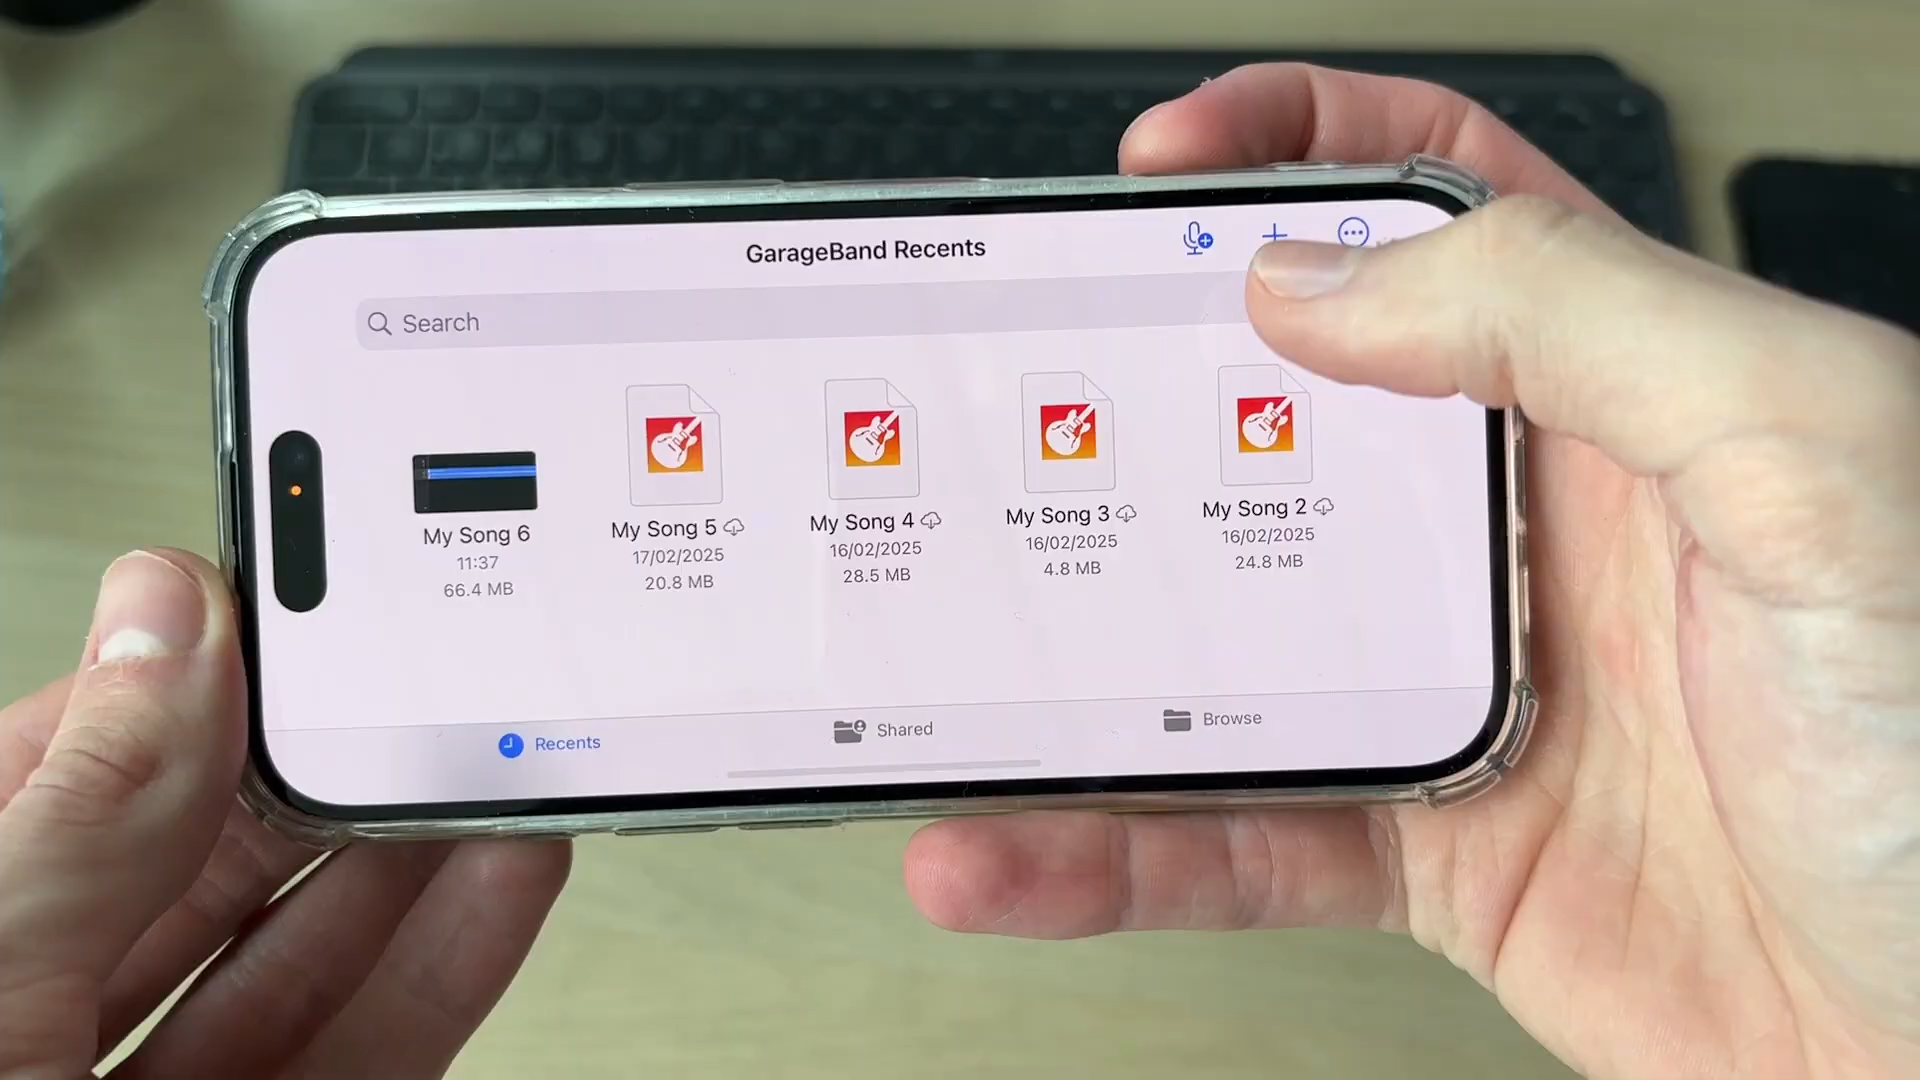 GarageBand Recents
Search
My Song 6
11:37
66.4 MB
My Song 5
17/02/2025
20.8 MB
My Song 4
16/02/2025
28.5 MB
My Song 3
16/02/2025
4.8 MB
My Song 2
16/02/2025
24.8 MB
Recents
Shared
Browse